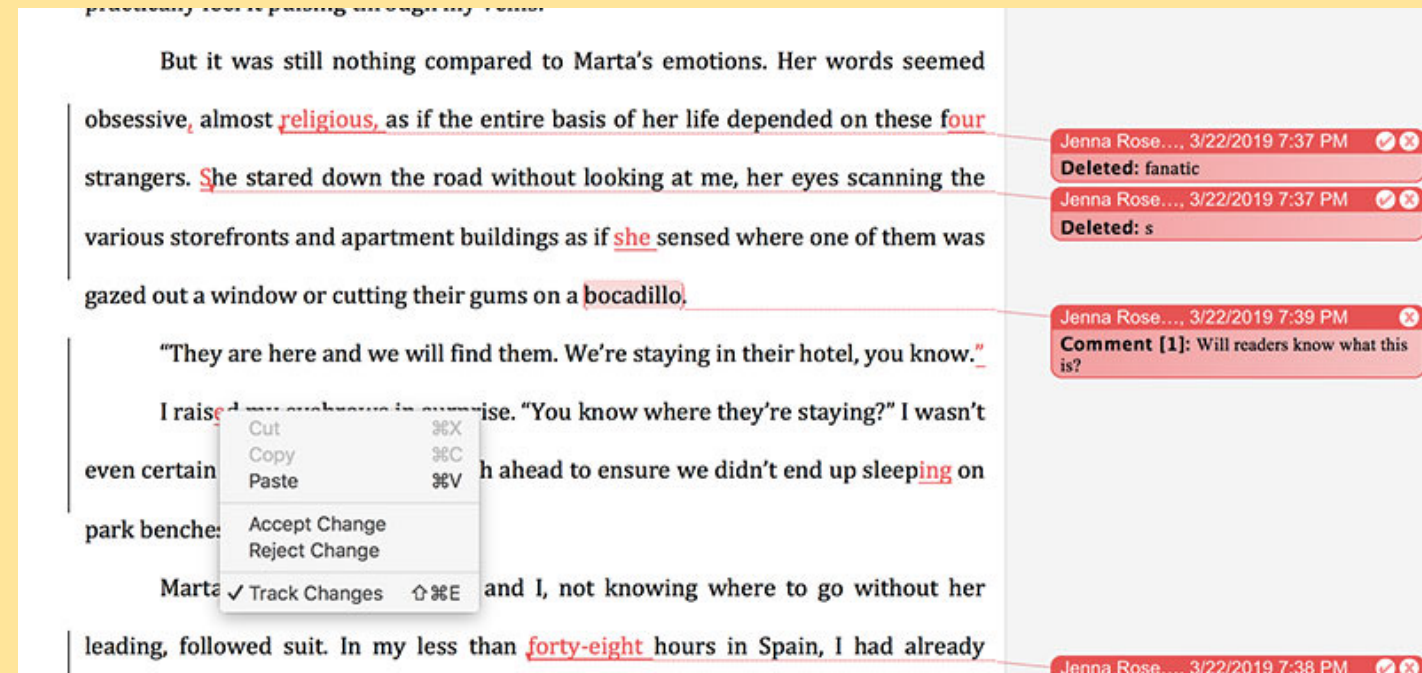 But it was still nothing compared to Marta's emotions. Her words seemed
obsessive, almost religious, as if the entire basis of her life depended on these four
strangers. She stared down the road without looking at me, her eyes scanning the
various storefronts and apartment buildings as if she sensed where one of them was
gazed out a window or cutting their gums on a bocadillo.
“They are here and we will find them. We're staying in their hotel, you know.”
I raised my eyebrows in surprise. “You know where they're staying?” I wasn't
even certain h ahead to ensure we didn't end up sleeping on
park benches
Marta and I, not knowing where to go without her
leading, followed suit. In my less than forty-eight hours in Spain, I had already
Cut ⌘X
Copy ⌘C
Paste ⌘V
Accept Change
Reject Change
✓ Track Changes ⇧⌘E
Jenna Rose..., 3/22/2019 7:37 PM
Deleted: fanatic
Jenna Rose..., 3/22/2019 7:37 PM
Deleted: s
Jenna Rose..., 3/22/2019 7:39 PM
Comment [1]: Will readers know what this
is?
Jenna Rose..., 3/22/2019 7:38 PM